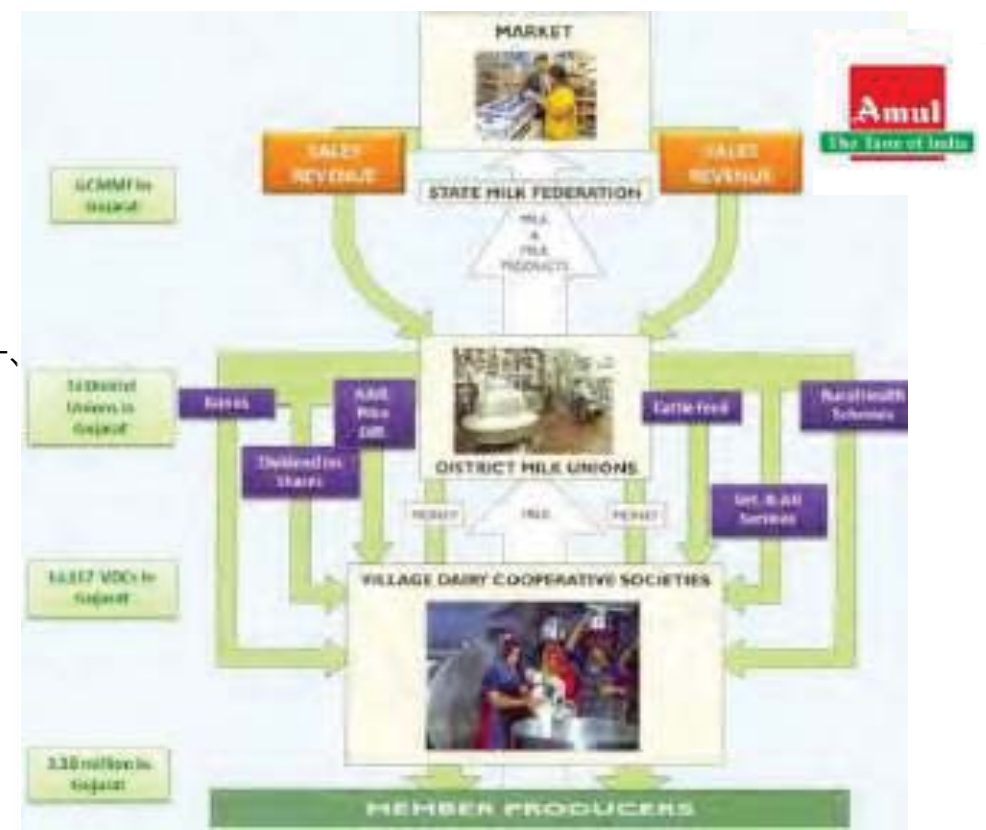 MARKET
Amul
The Taste of India
SALES
REVENUE
SALES
REVENUE
GCMMF in
Gujarat
STATE MILK FEDERATION
MILK
&
MILK
PRODUCTS
District
Unions in
Gujarat
Bonus
Addl.
Price
Diff.
Cattle Feed
Rural Health
Schemes
Dividend on
Shares
DISTRICT MILK UNIONS
Vet. & A.H
Services
MONEY
MILK
MONEY
VDCs in
Gujarat
VILLAGE DAIRY COOPERATIVE SOCIETIES
million in
Gujarat
MEMBER PRODUCERS